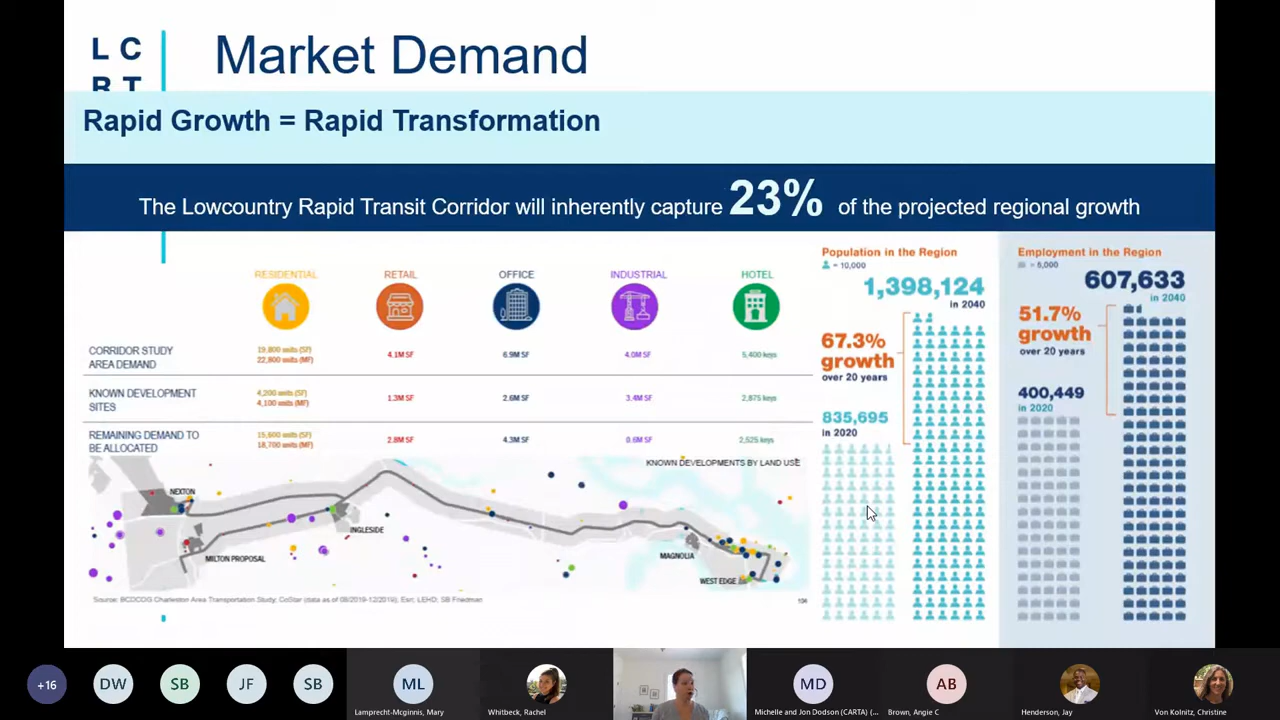 L C
R T
Market Demand
Rapid Growth = Rapid Transformation
The Lowcountry Rapid Transit Corridor will inherently capture 23% of the projected regional growth
RESIDENTIAL RETAIL OFFICE INDUSTRIAL HOTEL
CORRIDOR STUDY
AREA DEMAND
19,800 units (SF)
22,800 units (MF)
4.1M SF
6.9M SF
4.0M SF
5,400 keys
KNOWN DEVELOPMENT
SITES
4,200 units (SF)
4,100 units (MF)
1.3M SF
2.6M SF
3.4M SF
2,875 keys
REMAINING DEMAND TO
BE ALLOCATED
15,600 units (SF)
18,700 units (MF)
2.8M SF
4.3M SF
0.6M SF
2,525 keys
KNOWN DEVELOPMENTS BY LAND USE
NEXTON
INGLESIDE
MILTON PROPOSAL
MAGNOLIA
WEST EDGE
Source: BCDCOG Charleston Area Transportation Study; CoStar (data as of 08/2019-12/2019), Esri; LEHD; SB Friedman
Population in the Region
= 10,000
1,398,124
in 2040
67.3%
growth
over 20 years
835,695
in 2020
Employment in the Region
= 5,000
607,633
in 2040
51.7%
growth
over 20 years
400,449
in 2020
+16
DW
SB
JF
SB
ML
Lamprecht-Mcginnis, Mary
Whitbeck, Rachel
MD
Michelle and Jon Dodson (CARTA) (...
AB
Brown, Angie C
Henderson, Jay
Von Kolnitz, Christine